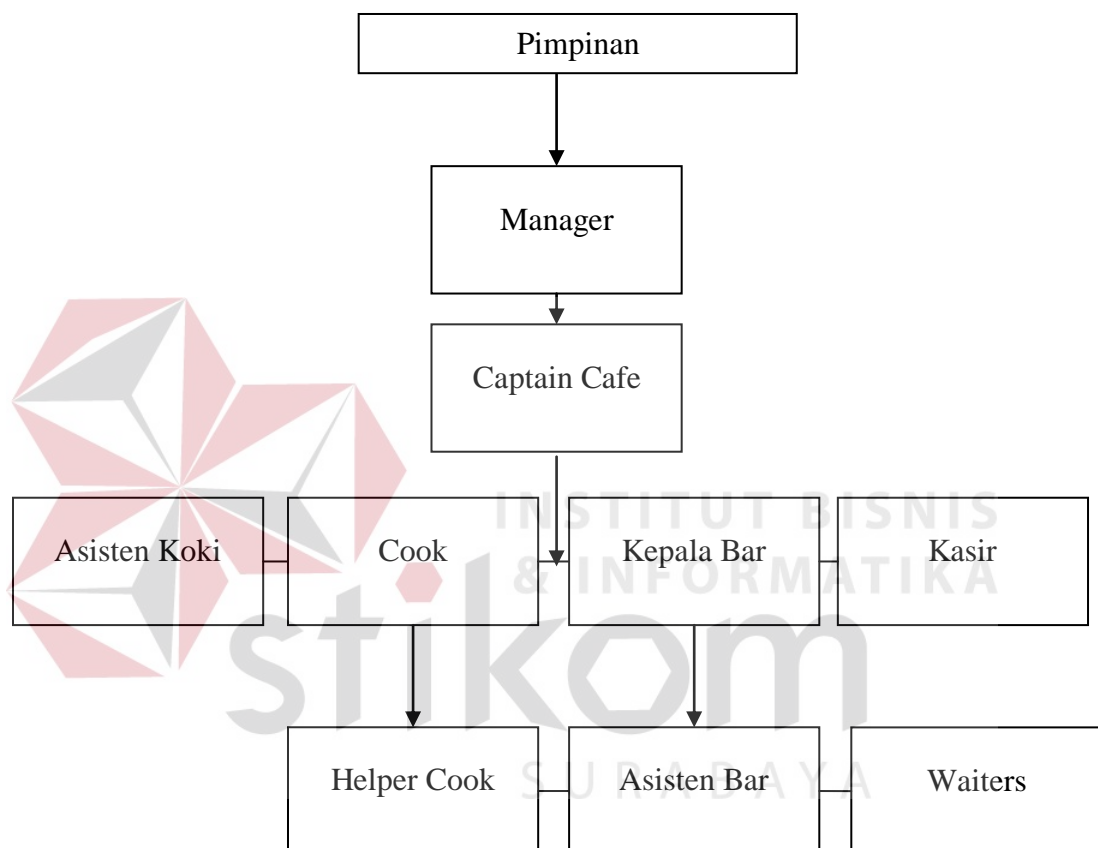 Pimpinan
Manager
Captain Cafe
INSTITUT BISNIS
& INFORMATIKA
Asisten Koki
Cook
Kepala Bar
Kasir
stikom
SURABAYA
Helper Cook
Asisten Bar
Waiters